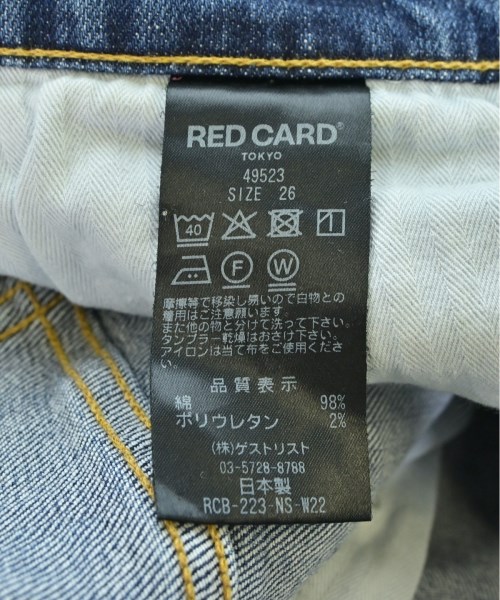 RED CARD®
TOKYO
49523
SIZE 26
40
F W
摩擦等で移染し易いので白物との
着用はご注意願います。
また他の物と分けて洗って下さい。
タンブラー乾燥はおさけ下さい。
アイロンは当て布をご使用くださ
い。
品質表示
綿 98%
ポリウレタン 2%
(株)ゲストリスト
03-5728-8788
日本製
RCB-223-NS-W22